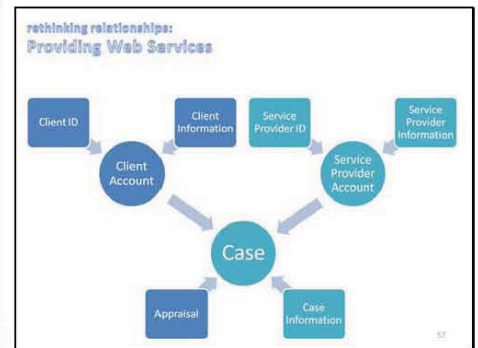 rethinking relationships:
Providing Web Services
Client ID
Client
Information
Service
Provider ID
Service
Provider
Information
Client
Account
Service
Provider
Account
Case
Appraisal
Case
Information
57